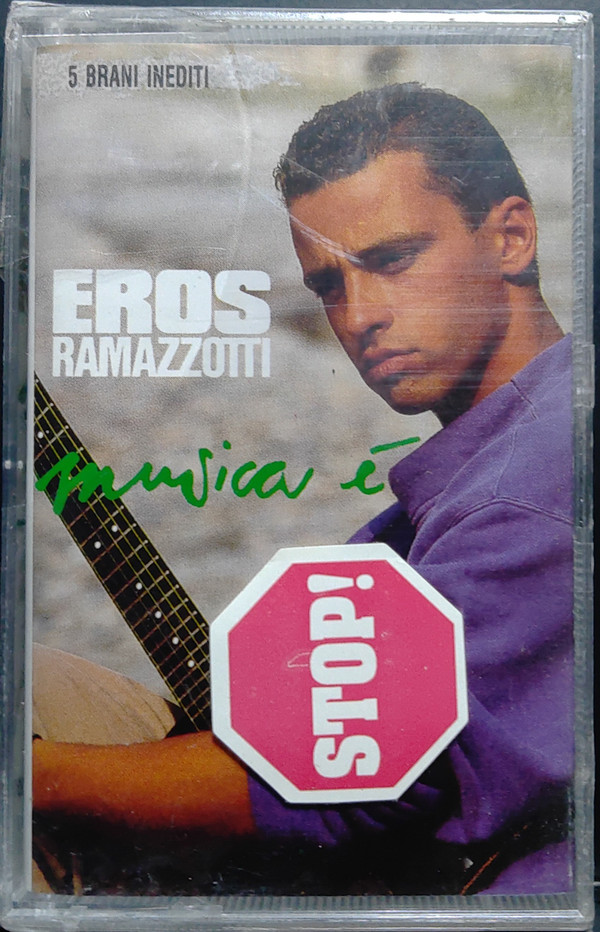 5 BRANI INEDITI
EROS
RAMAZZOTTI
musica è
STOP!